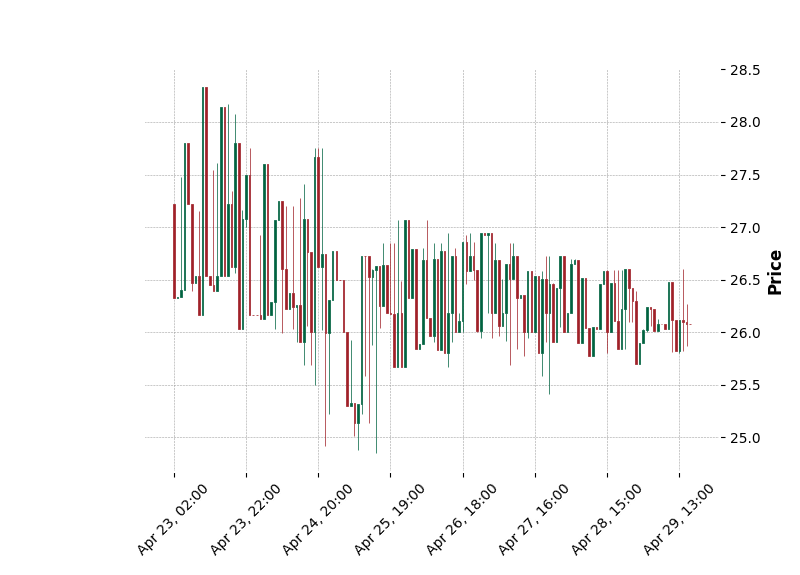 28.5
28.0
27.5
27.0
26.5
26.0
25.5
25.0
Price
Apr 23, 02:00
Apr 23, 22:00
Apr 24, 20:00
Apr 25, 19:00
Apr 26, 18:00
Apr 27, 16:00
Apr 28, 15:00
Apr 29, 13:00